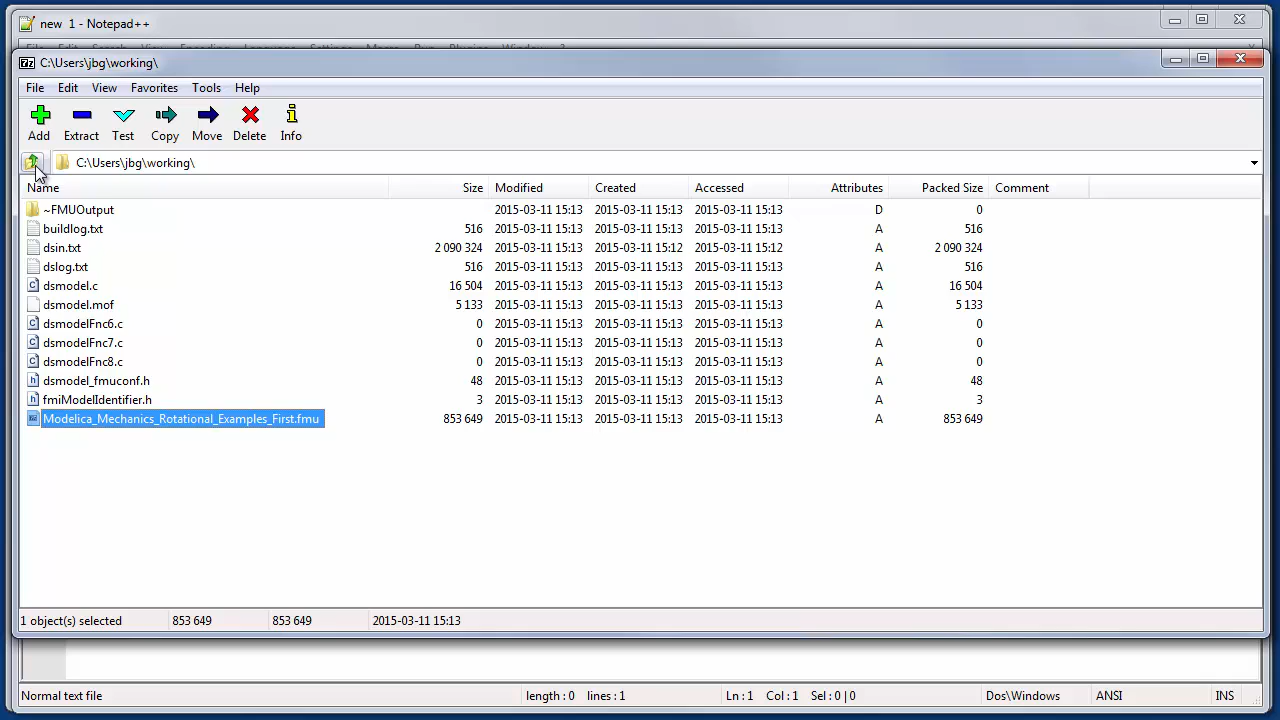 new 1 - Notepad++
C:\Users\jbg\working\
File Edit View Favorites Tools Help
Add Extract Test Copy Move Delete Info
C:\Users\jbg\working\
Name Size Modified Created Accessed Attributes Packed Size Comment
~FMUOutput 2015-03-11 15:13 2015-03-11 15:13 2015-03-11 15:13 D 0
buildlog.txt 516 2015-03-11 15:13 2015-03-11 15:13 2015-03-11 15:13 A 516
dsin.txt 2 090 324 2015-03-11 15:13 2015-03-11 15:12 2015-03-11 15:12 A 2 090 324
dslog.txt 516 2015-03-11 15:13 2015-03-11 15:13 2015-03-11 15:13 A 516
dsmodel.c 16 504 2015-03-11 15:13 2015-03-11 15:13 2015-03-11 15:13 A 16 504
dsmodel.mof 5 133 2015-03-11 15:13 2015-03-11 15:13 2015-03-11 15:13 A 5 133
dsmodelFnc6.c 0 2015-03-11 15:13 2015-03-11 15:13 2015-03-11 15:13 A 0
dsmodelFnc7.c 0 2015-03-11 15:13 2015-03-11 15:13 2015-03-11 15:13 A 0
dsmodelFnc8.c 0 2015-03-11 15:13 2015-03-11 15:13 2015-03-11 15:13 A 0
dsmodel_fmuconf.h 48 2015-03-11 15:13 2015-03-11 15:13 2015-03-11 15:13 A 48
fmiModelIdentifier.h 3 2015-03-11 15:13 2015-03-11 15:13 2015-03-11 15:13 A 3
Modelica_Mechanics_Rotational_Examples_First.fmu 853 649 2015-03-11 15:13 2015-03-11 15:13 2015-03-11 15:13 A 853 649
1 object(s) selected 853 649 853 649 2015-03-11 15:13
Normal text file length : 0 lines : 1 Ln : 1 Col : 1 Sel : 0 | 0 Dos\Windows ANSI INS